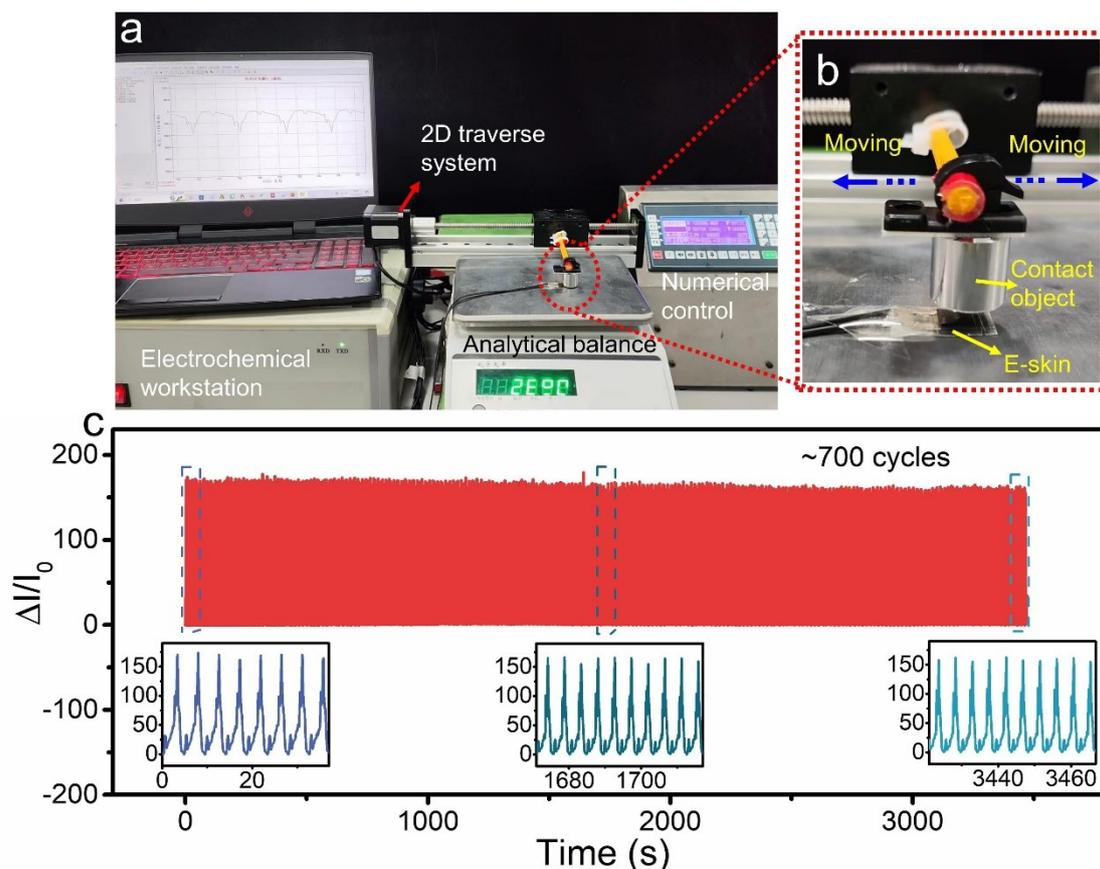 a
2D traverse
system
Numerical
control
Analytical balance
Electrochemical
workstation
RXD TXD
b
Moving
Moving
Contact
object
E-skin
c
~700 cycles
200
100
0
-100
-200
ΔI/I₀
150
100
50
0
0
20
150
100
50
0
1680
1700
150
100
50
0
3440
3460
0
1000
2000
3000
Time (s)